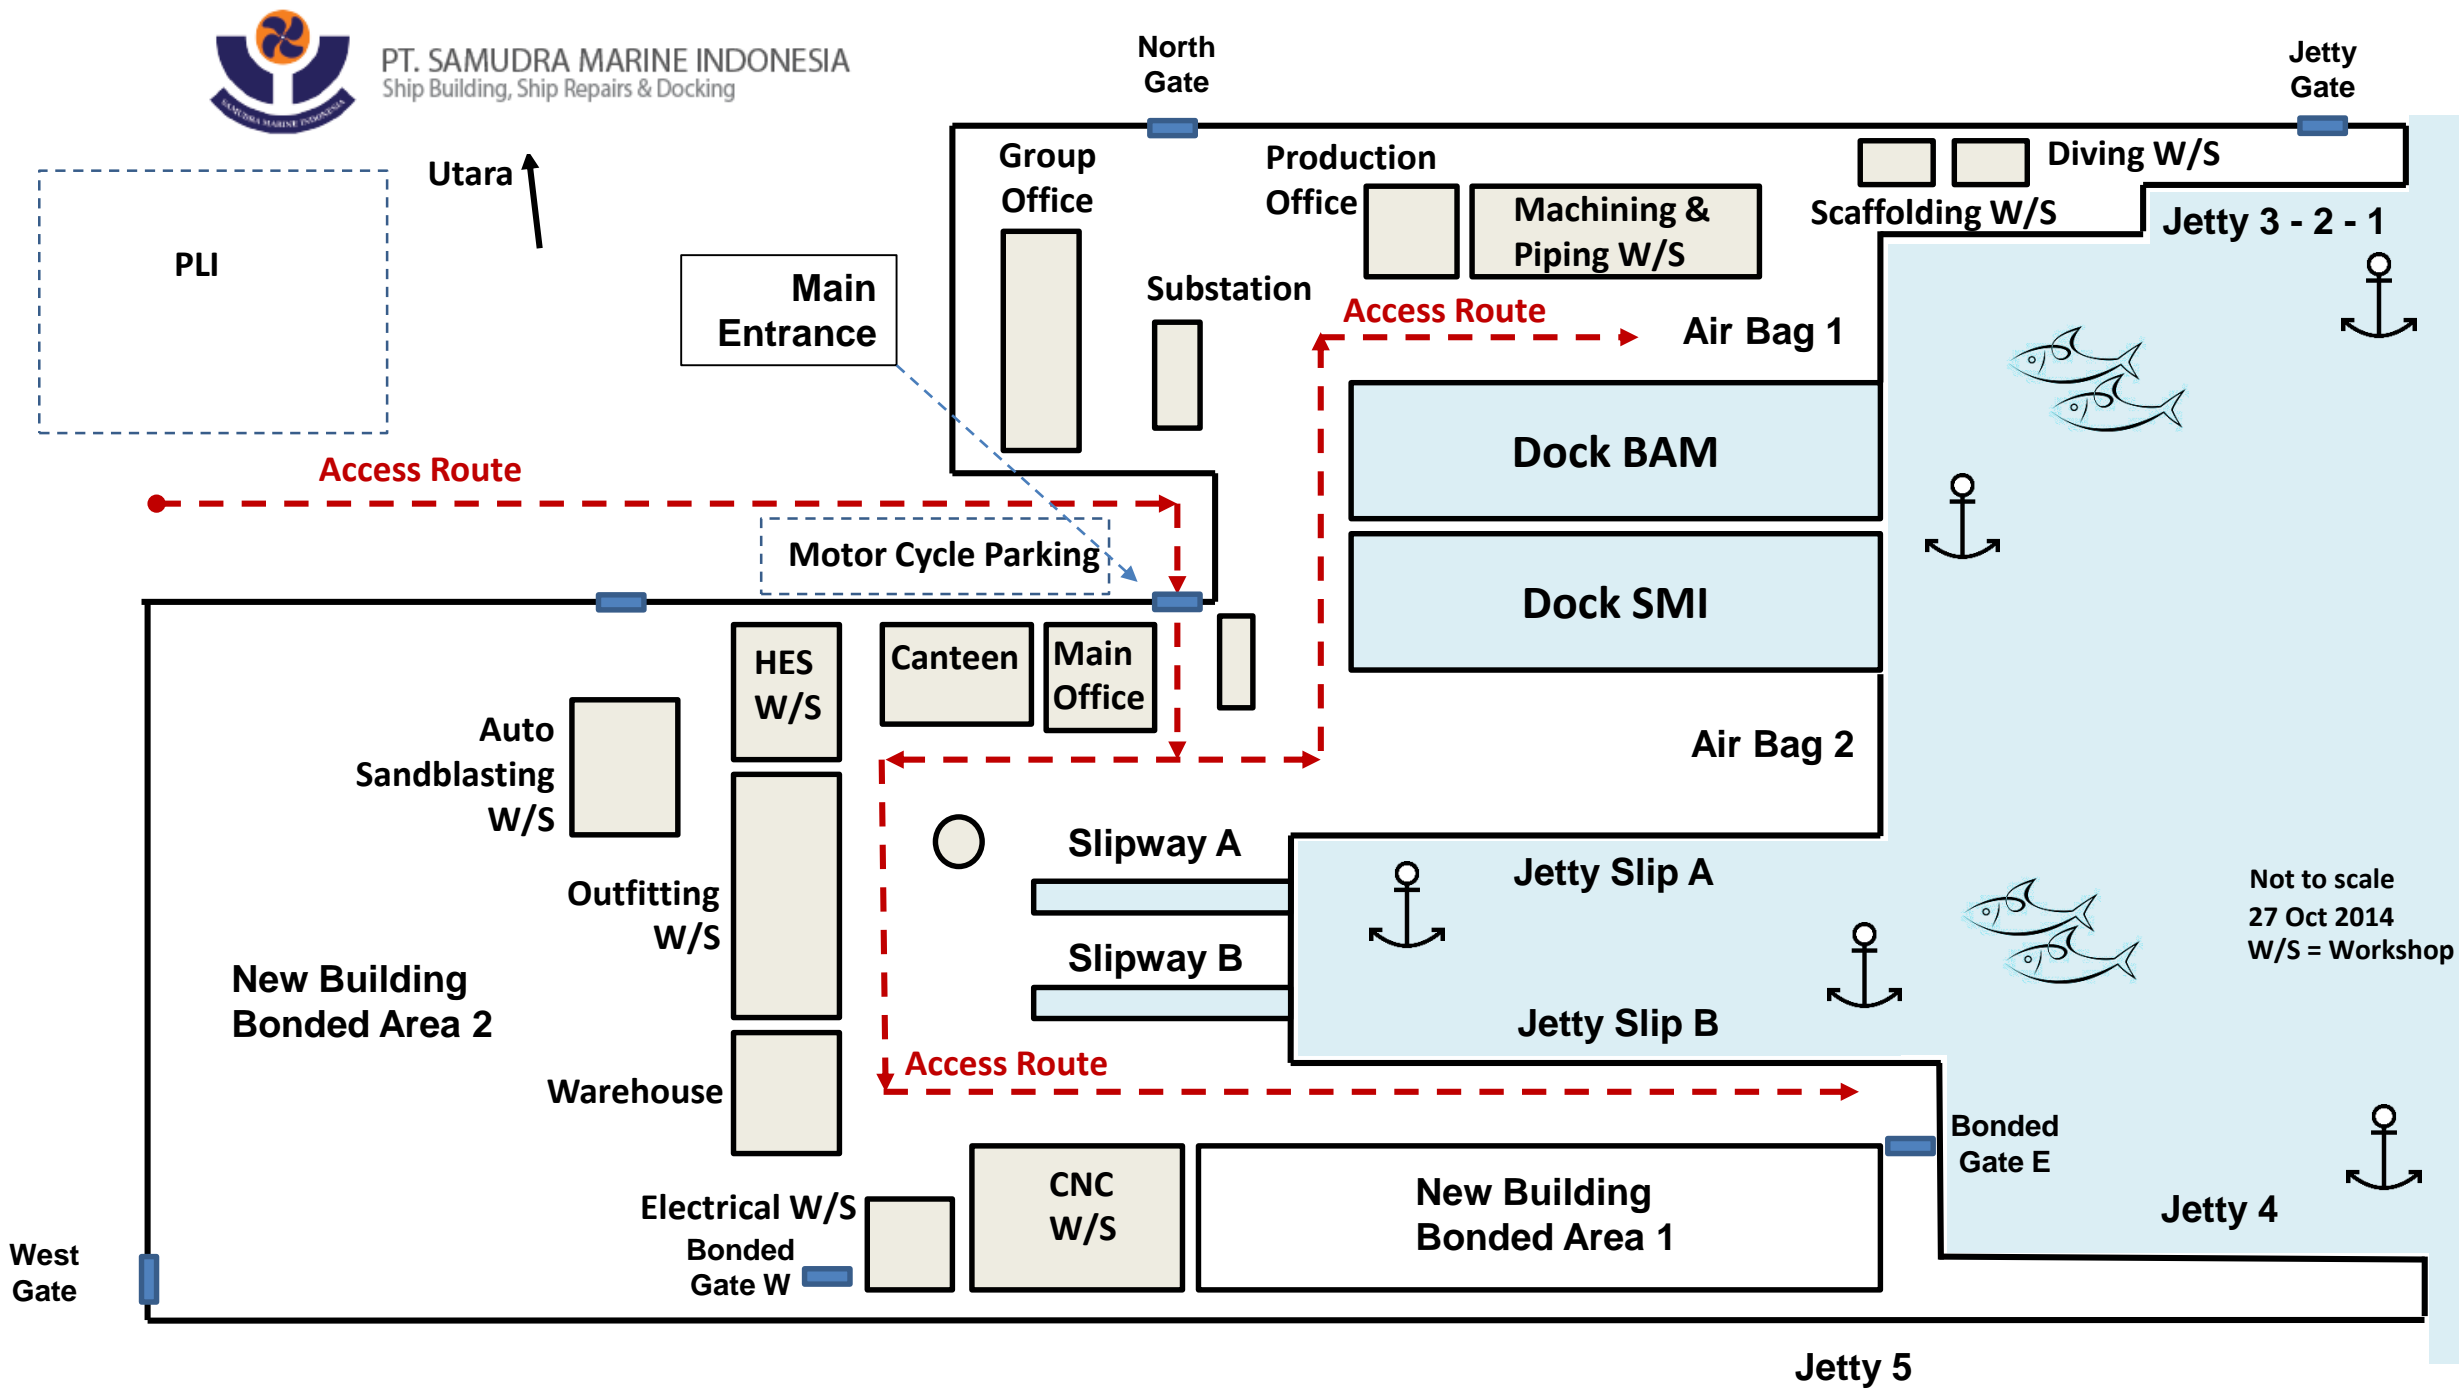 PT. SAMUDRA MARINE INDONESIA
Ship Building, Ship Repairs & Docking
SAMUDRA MARINE INDONESIA
North
Gate
Jetty
Gate
Utara
PLI
Main
Entrance
Group
Office
Production
Office
Machining &
Piping W/S
Diving W/S
Scaffolding W/S
Jetty 3 - 2 - 1
Substation
Access Route
Air Bag 1
Dock BAM
Access Route
Motor Cycle Parking
Dock SMI
HES
W/S
Canteen
Main
Office
Auto
Sandblasting
W/S
Air Bag 2
Outfitting
W/S
Slipway A
Jetty Slip A
Slipway B
Jetty Slip B
Not to scale
27 Oct 2014
W/S = Workshop
New Building
Bonded Area 2
Access Route
Warehouse
Bonded
Gate E
Electrical W/S
Bonded
Gate W
CNC
W/S
New Building
Bonded Area 1
Jetty 4
West
Gate
Jetty 5